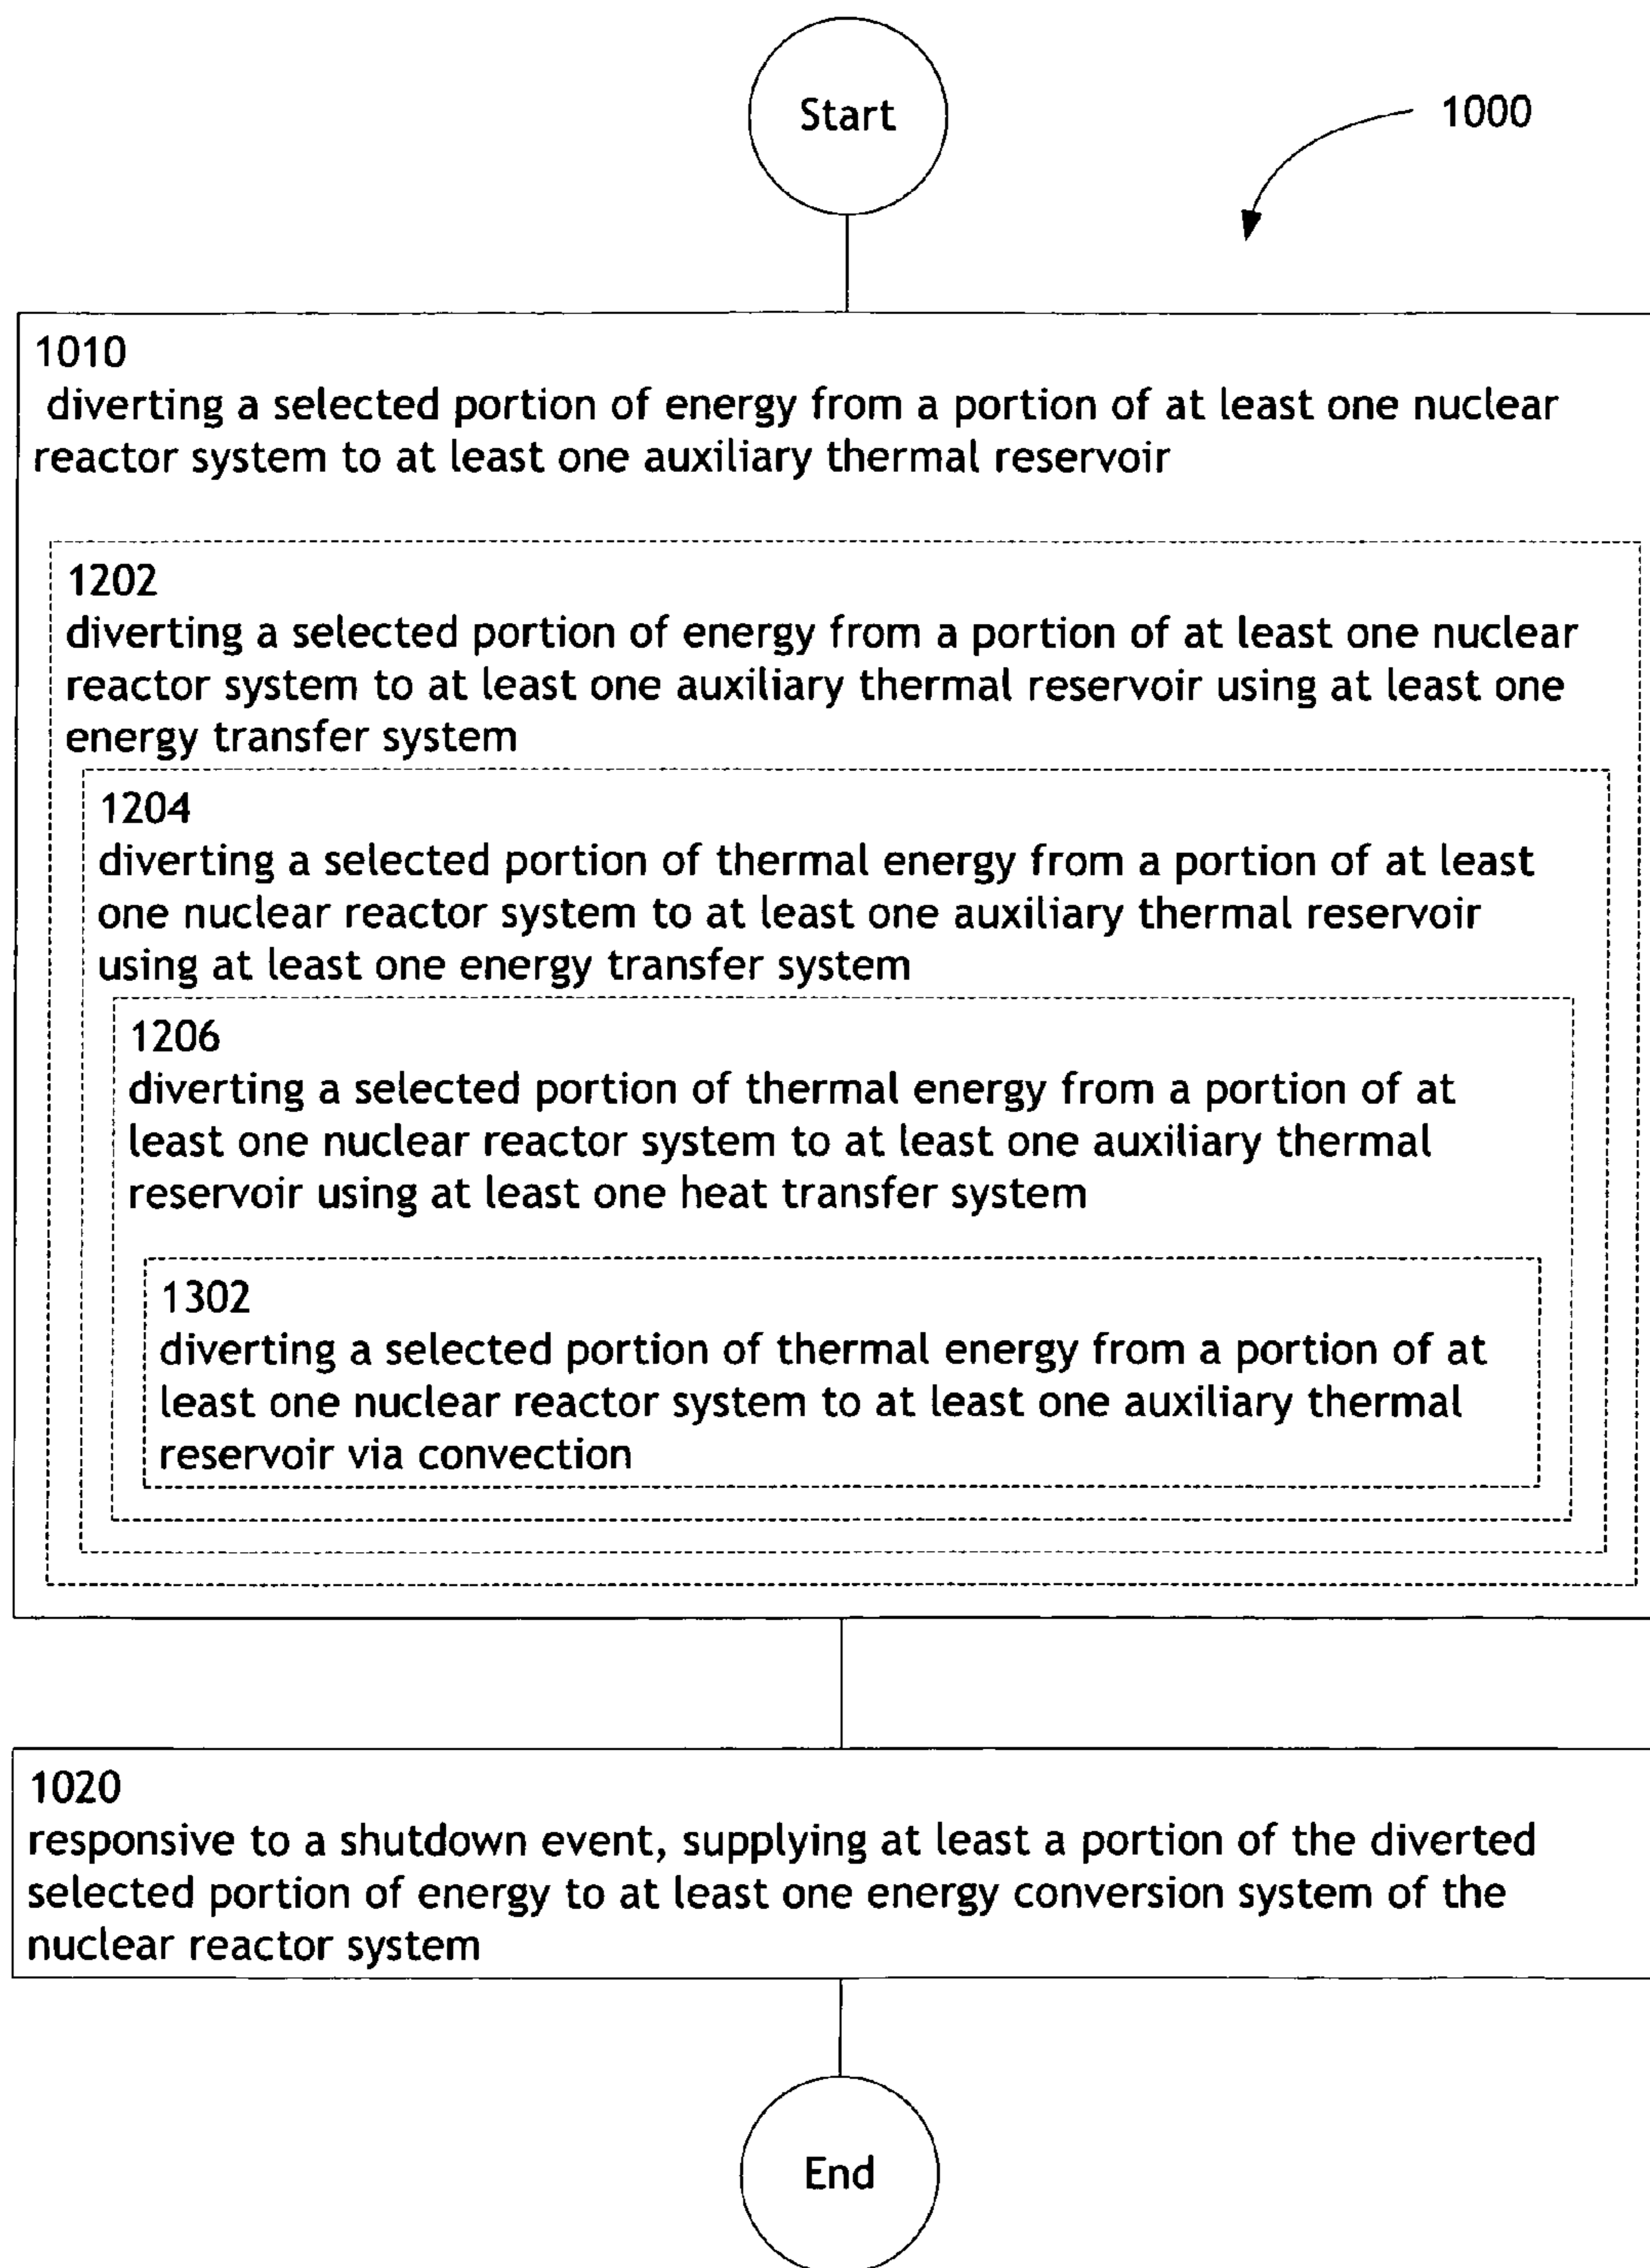 Start
1000
1010
diverting a selected portion of energy from a portion of at least one nuclear
reactor system to at least one auxiliary thermal reservoir
1202
diverting a selected portion of energy from a portion of at least one nuclear
reactor system to at least one auxiliary thermal reservoir using at least one
energy transfer system
1204
diverting a selected portion of thermal energy from a portion of at least
one nuclear reactor system to at least one auxiliary thermal reservoir
using at least one energy transfer system
1206
diverting a selected portion of thermal energy from a portion of at
least one nuclear reactor system to at least one auxiliary thermal
reservoir using at least one heat transfer system
1302
diverting a selected portion of thermal energy from a portion of at
least one nuclear reactor system to at least one auxiliary thermal
reservoir via convection
1020
responsive to a shutdown event, supplying at least a portion of the diverted
selected portion of energy to at least one energy conversion system of the
nuclear reactor system
End